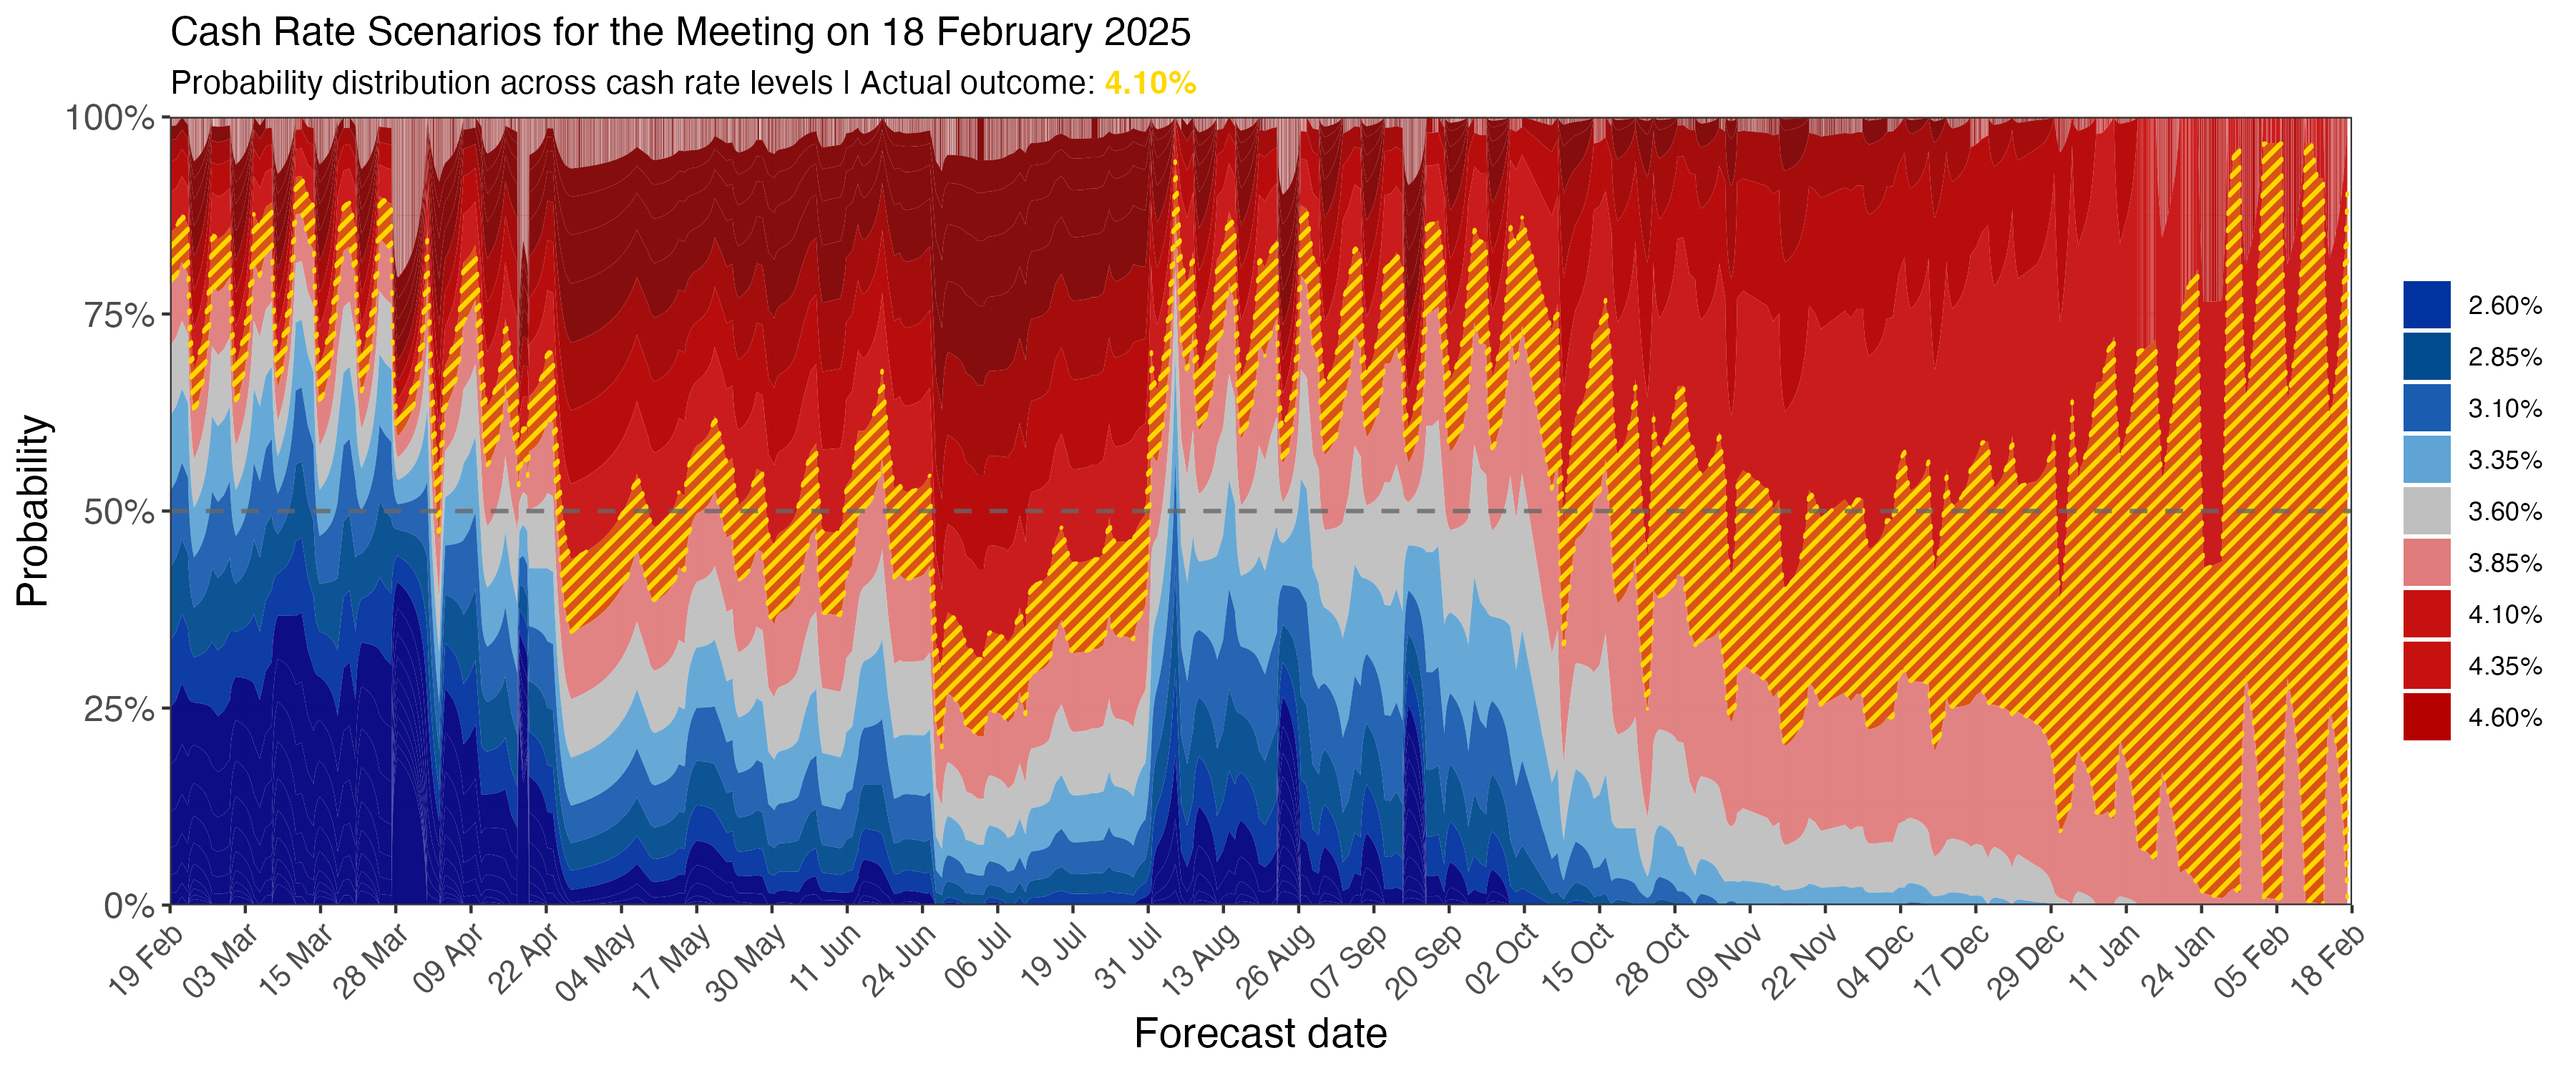 Cash Rate Scenarios for the Meeting on 18 February 2025
Probability distribution across cash rate levels | Actual outcome: 4.10%
Probability
100%
75%
50%
25%
0%
19 Feb
03 Mar
15 Mar
28 Mar
09 Apr
22 Apr
04 May
17 May
30 May
11 Jun
24 Jun
06 Jul
19 Jul
31 Jul
13 Aug
26 Aug
07 Sep
20 Sep
02 Oct
15 Oct
28 Oct
09 Nov
22 Nov
04 Dec
17 Dec
29 Dec
11 Jan
24 Jan
05 Feb
18 Feb
Forecast date
2.60%
2.85%
3.10%
3.35%
3.60%
3.85%
4.10%
4.35%
4.60%